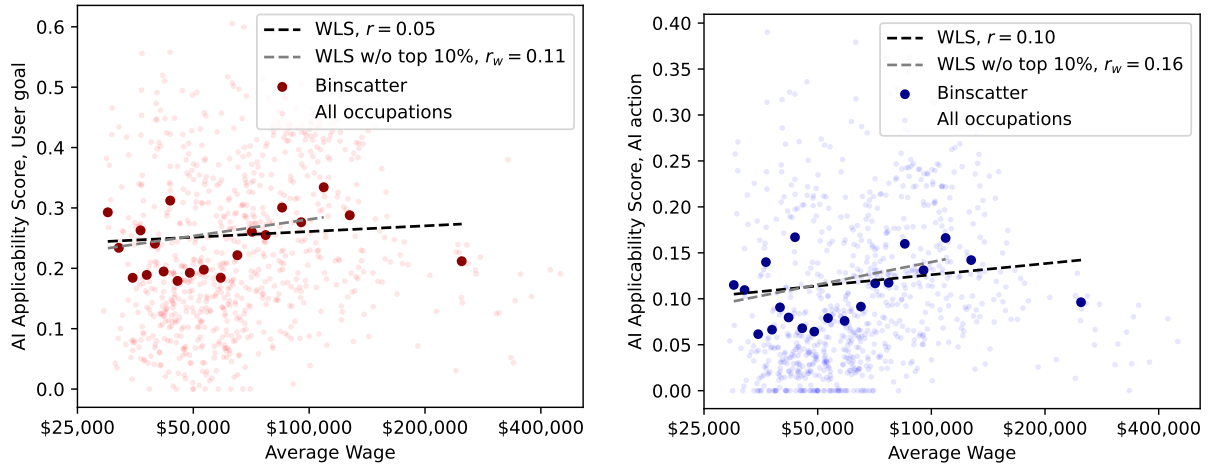 WLS, r = 0.05
WLS w/o top 10%, r_w = 0.11
Binscatter
All occupations
AI Applicability Score, User goal
0.6
0.5
0.4
0.3
0.2
0.1
0.0
$25,000 $50,000 $100,000 $200,000 $400,000
Average Wage
WLS, r = 0.10
WLS w/o top 10%, r_w = 0.16
Binscatter
All occupations
AI Applicability Score, AI action
0.40
0.35
0.30
0.25
0.20
0.15
0.10
0.05
0.00
$25,000 $50,000 $100,000 $200,000 $400,000
Average Wage